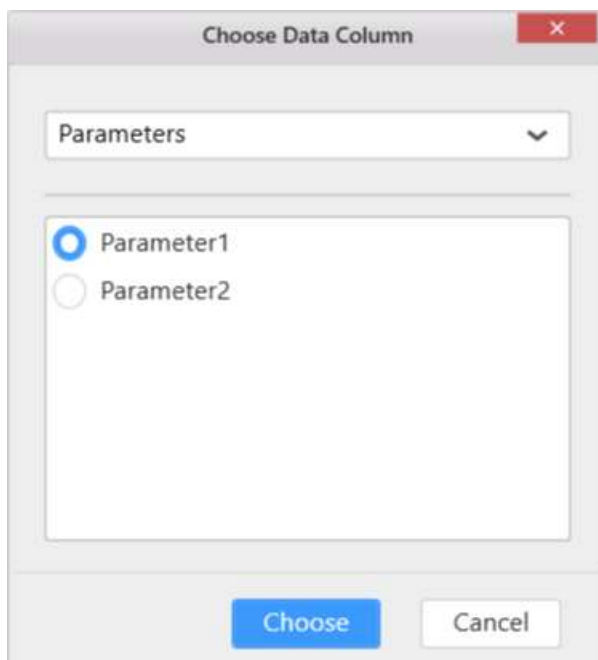 Choose Data Column
Parameters
Parameter1
Parameter2
Choose
Cancel